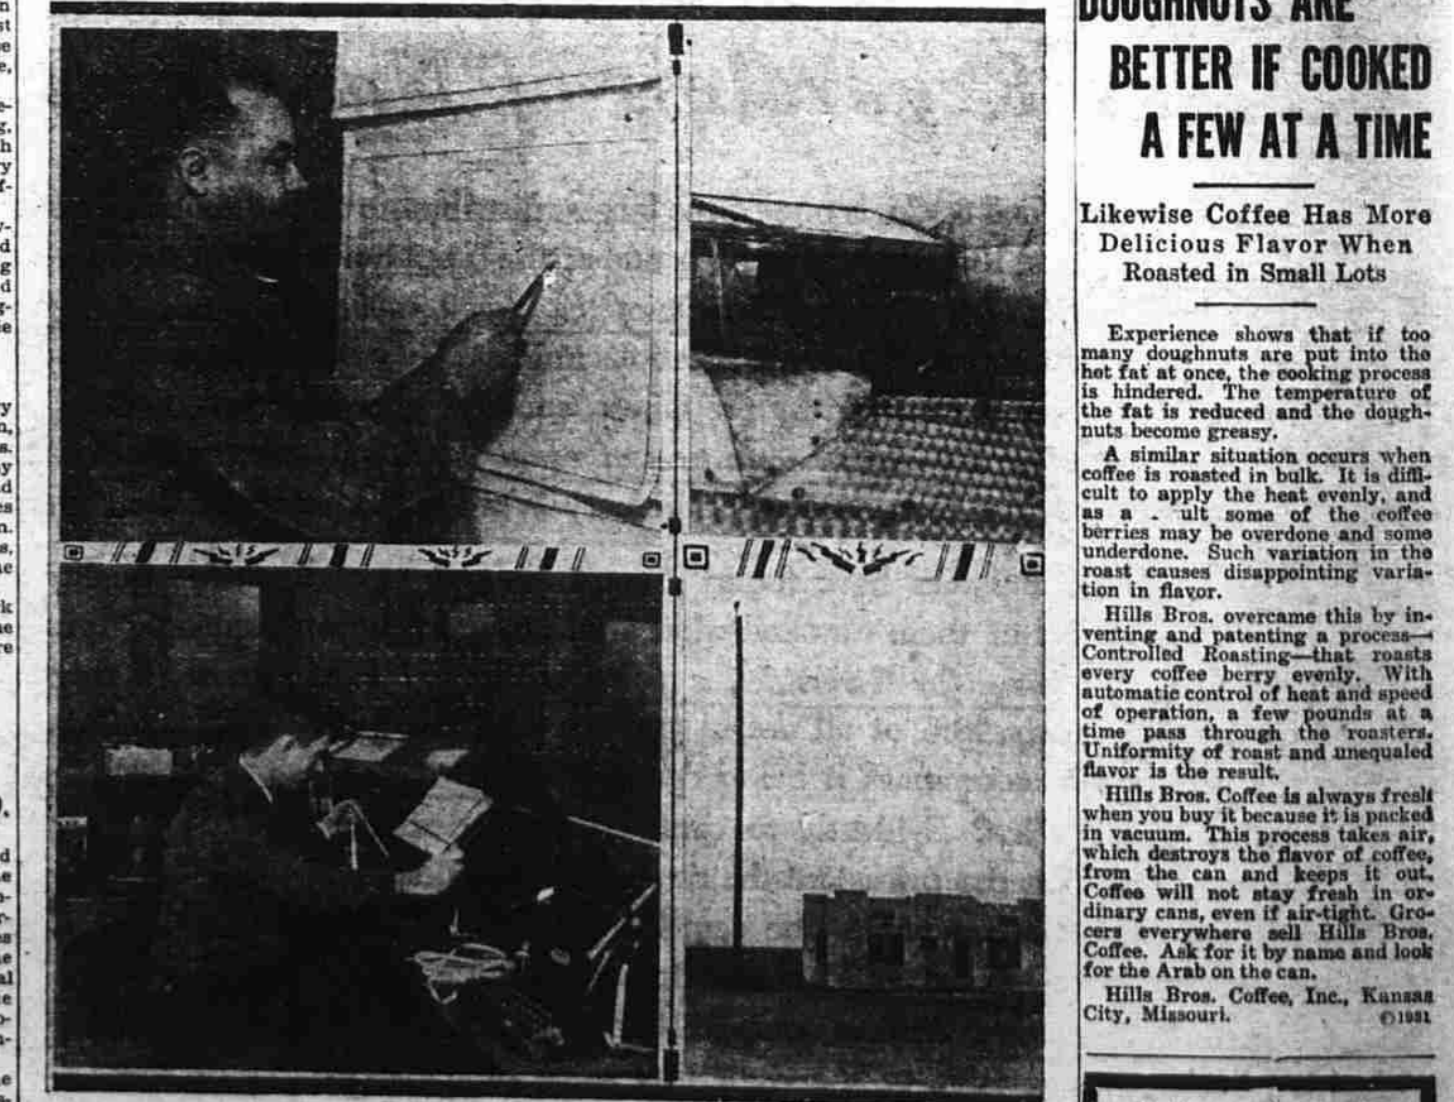 DOUGHNUTS ARE
BETTER IF COOKED
A FEW AT A TIME
Likewise Coffee Has More
Delicious Flavor When
Roasted in Small Lots
Experience shows that if too
many doughnuts are put into the
hot fat at once, the cooking process
is hindered. The temperature of
the fat is reduced and the dough-
nuts become greasy.
A similar situation occurs when
coffee is roasted in bulk. It is diffi-
cult to apply the heat evenly, and
as a ult some of the coffee
berries may be overdone and some
underdone. Such variation in the
roast causes disappointing varia-
tion in flavor.
Hills Bros. overcame this by in-
venting and patenting a process—
Controlled Roasting—that roasts
every coffee berry evenly. With
automatic control of heat and speed
of operation, a few pounds at a
time pass through the roasters.
Uniformity of roast and unequaled
flavor is the result.
Hills Bros. Coffee is always fresh
when you buy it because it is packed
in vacuum. This process takes air,
which destroys the flavor of coffee,
from the can and keeps it out.
Coffee will not stay fresh in or-
dinary cans, even if air-tight. Gro-
cers everywhere sell Hills Bros.
Coffee. Ask for it by name and look
for the Arab on the can.
Hills Bros. Coffee, Inc., Kansas
City, Missouri. ©1931